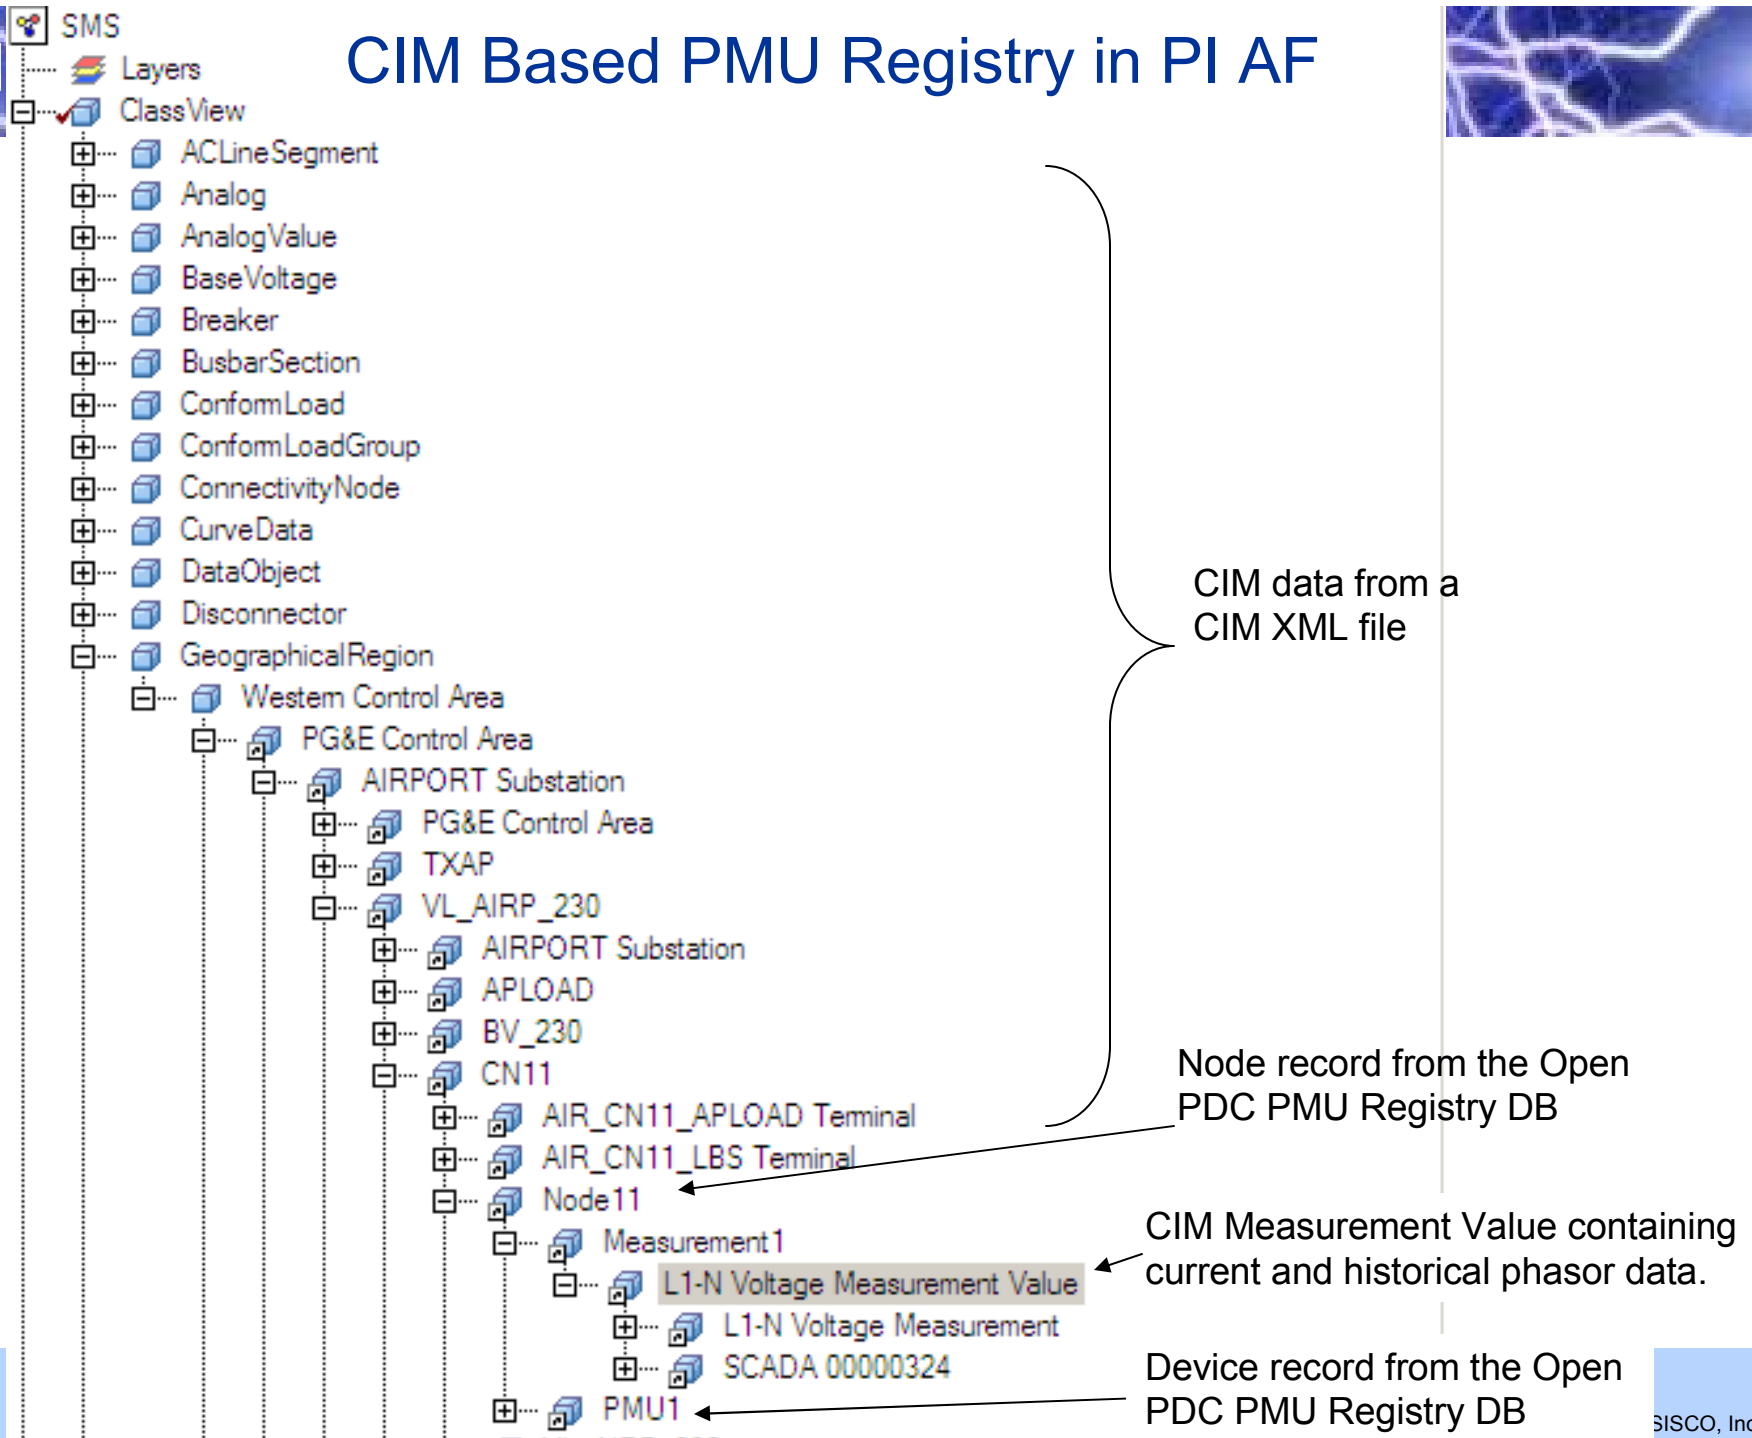 SMS
CIM Based PMU Registry in PI AF
Layers
ClassView
ACLineSegment
Analog
AnalogValue
BaseVoltage
Breaker
BusbarSection
ConformLoad
ConformLoadGroup
ConnectivityNode
CurveData
DataObject
Disconnector
GeographicalRegion
Western Control Area
PG&E Control Area
AIRPORT Substation
PG&E Control Area
TXAP
VL_AIRP_230
AIRPORT Substation
APLOAD
BV_230
CN11
AIR_CN11_APLOAD Terminal
AIR_CN11_LBS Terminal
Node11
Measurement1
L1-N Voltage Measurement Value
L1-N Voltage Measurement
SCADA 00000324
PMU1
CIM data from a
CIM XML file
Node record from the Open
PDC PMU Registry DB
CIM Measurement Value containing
current and historical phasor data.
Device record from the Open
PDC PMU Registry DB
SISCO, Inc